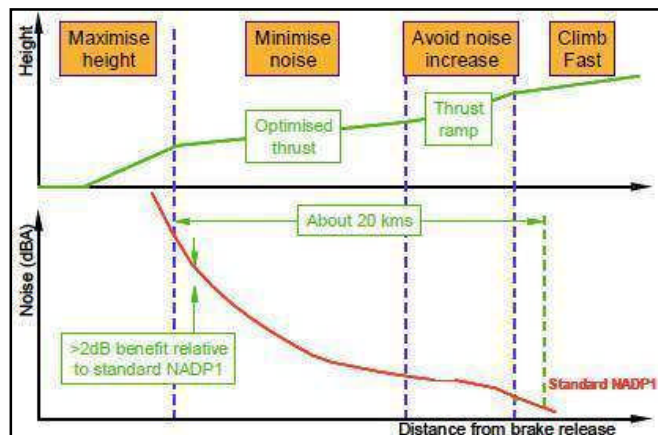 Height
Maximise
height
Minimise
noise
Avoid noise
increase
Climb
Fast
Optimised
thrust
Thrust
ramp
Noise (dBA)
About 20 kms
>2dB benefit relative
to standard NADP1
Standard NADP1
Distance from brake release